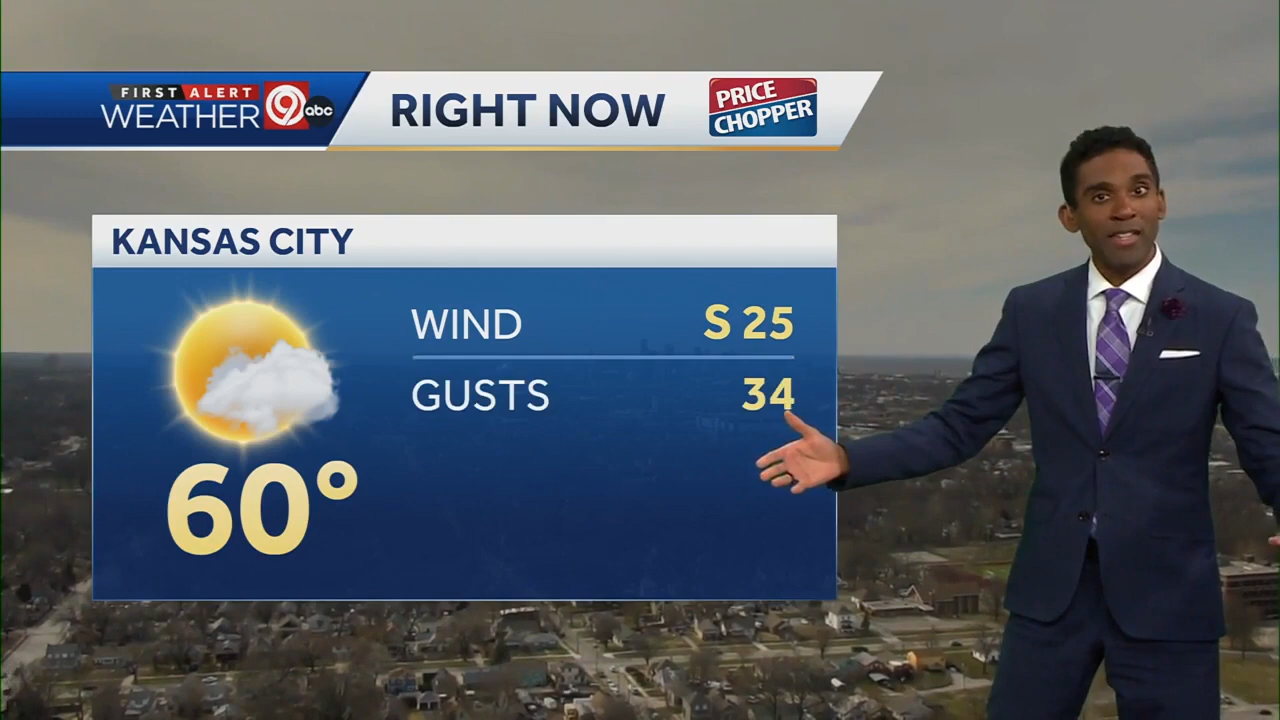 FIRST ALERT
WEATHER 9 abc
RIGHT NOW
PRICE
CHOPPER
KANSAS CITY
WIND S 25
GUSTS 34
60°